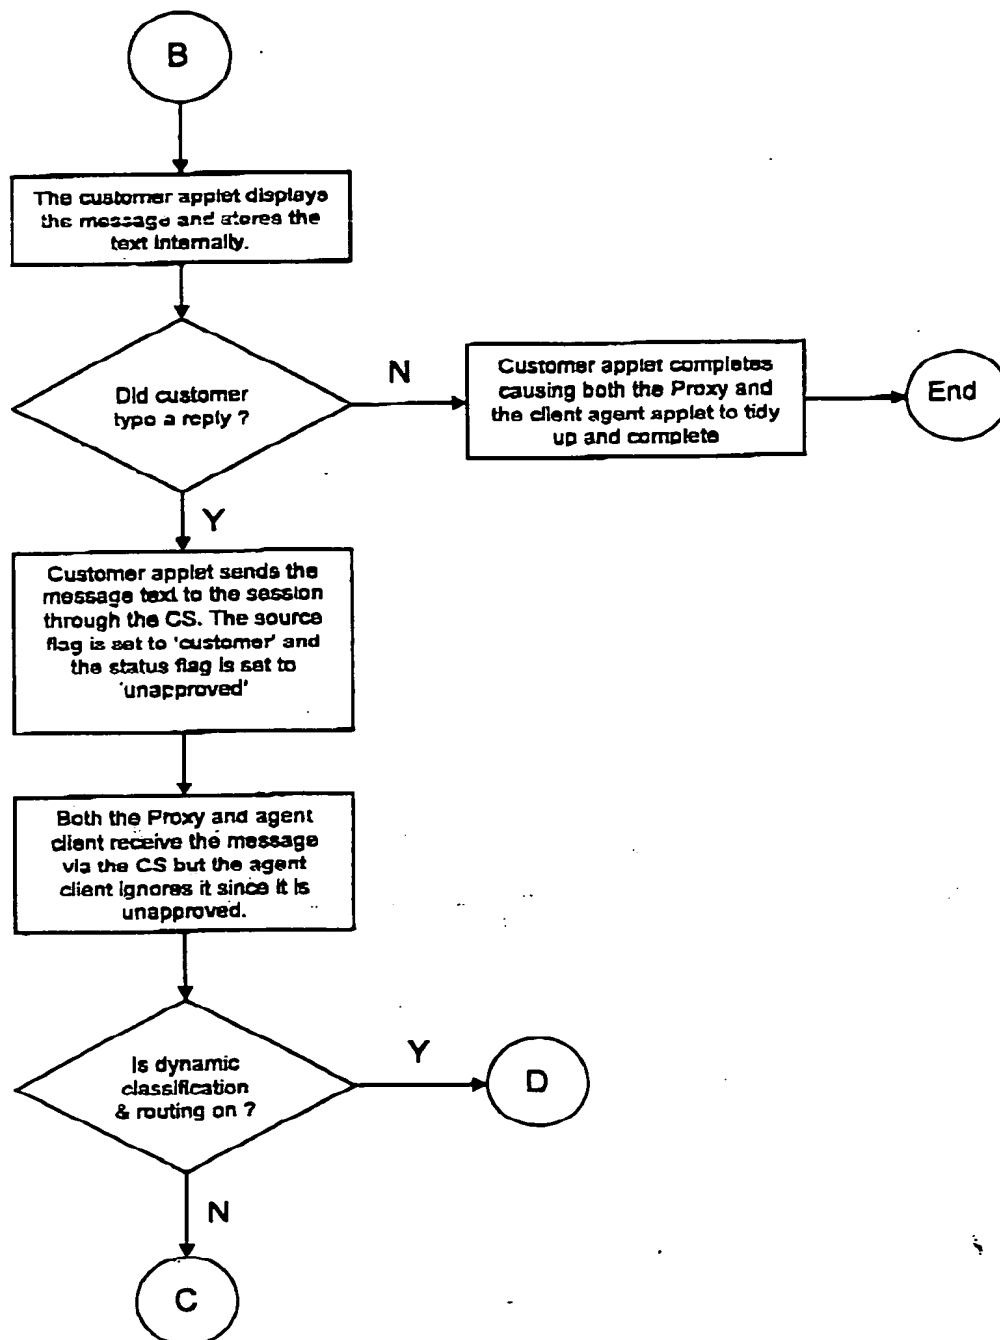 B
The customer applet displays
the message and stores the
text internally.
Did customer
type a reply ?
N
Customer applet completes
causing both the Proxy and
the client agent applet to tidy
up and complete
End
Y
Customer applet sends the
message text to the session
through the CS. The source
flag is set to 'customer' and
the status flag is set to
'unapproved'
Both the Proxy and agent
client receive the message
via the CS but the agent
client ignores it since it is
unapproved.
Is dynamic
classification
& routing on ?
Y
D
N
C